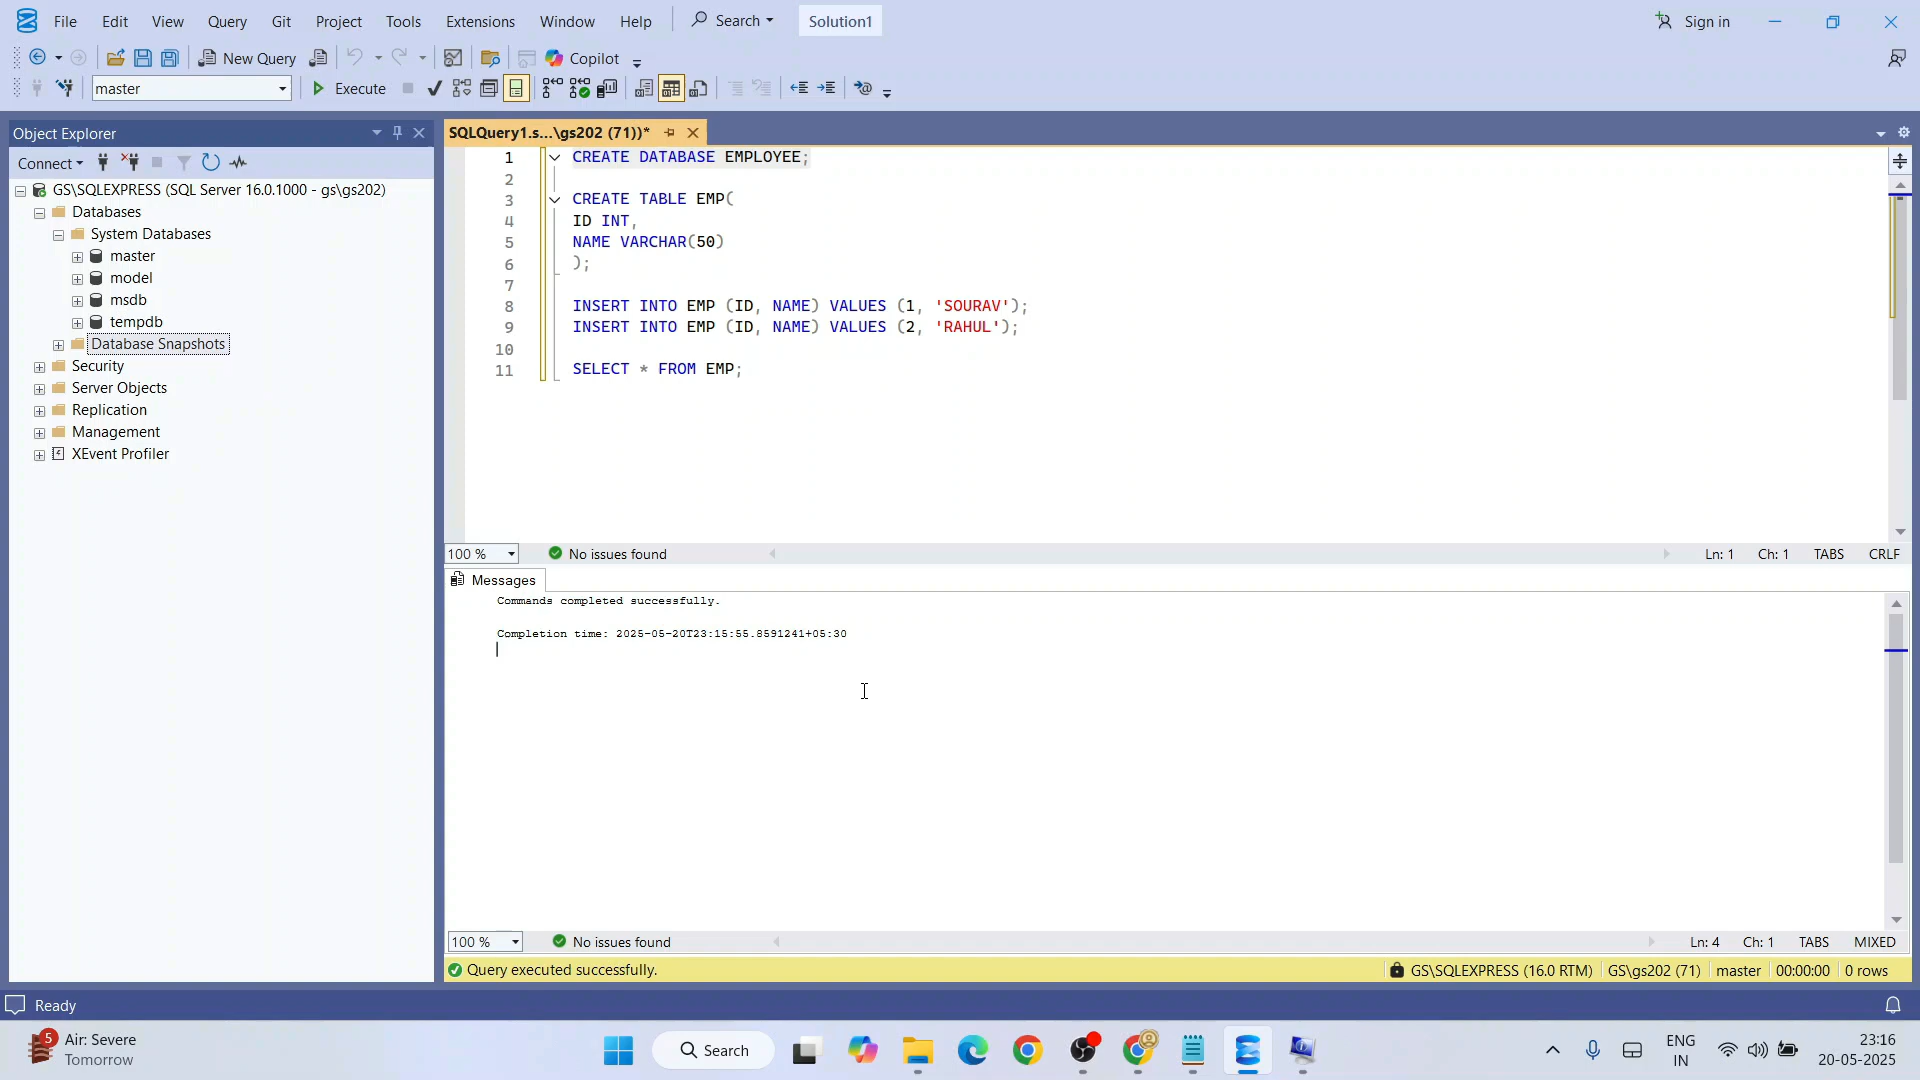 File Edit View Query Git Project Tools Extensions Window Help Search Solution1 Sign in
New Query Copilot
master Execute
Object Explorer
Connect
GS\SQLEXPRESS (SQL Server 16.0.1000 - gs\gs202)
Databases
System Databases
master
model
msdb
tempdb
Database Snapshots
Security
Server Objects
Replication
Management
XEvent Profiler
SQLQuery1.s...\gs202 (71))*
1 CREATE DATABASE EMPLOYEE;
2
3 CREATE TABLE EMP(
4 ID INT,
5 NAME VARCHAR(50)
6 );
7
8 INSERT INTO EMP (ID, NAME) VALUES (1, 'SOURAV');
9 INSERT INTO EMP (ID, NAME) VALUES (2, 'RAHUL');
10
11 SELECT * FROM EMP;
100 % No issues found Ln: 1 Ch: 1 TABS CRLF
Messages
Commands completed successfully.
Completion time: 2025-05-20T23:15:55.8591241+05:30
100 % No issues found Ln: 4 Ch: 1 TABS MIXED
Query executed successfully. GS\SQLEXPRESS (16.0 RTM) GS\gs202 (71) master 00:00:00 0 rows
Ready
5 Air: Severe
Tomorrow
Search
ENG
IN
23:16
20-05-2025